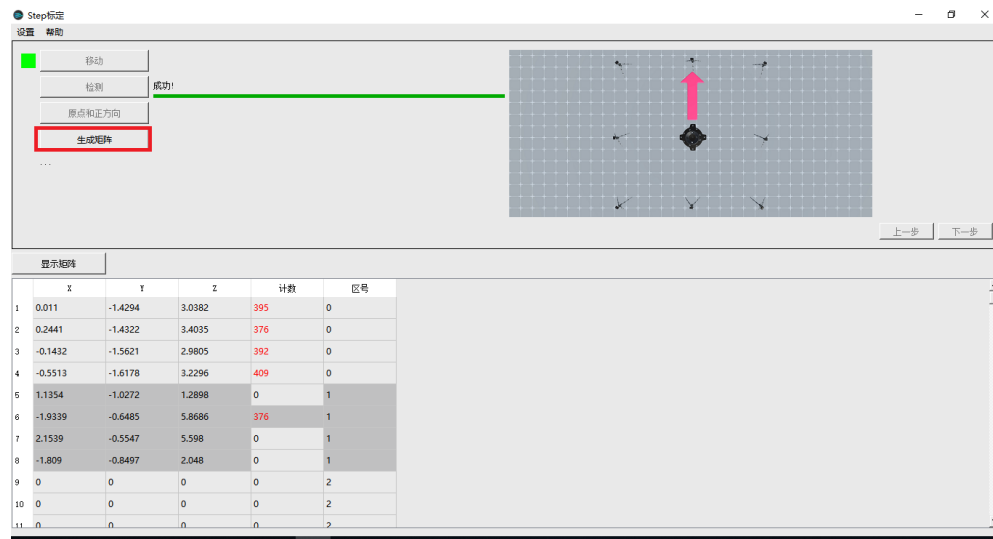 Step标定
设置 帮助
移动
检测 成功!
原点和正方向
生成矩阵
...
上一步 下一步
显示矩阵
X Y Z 计数 区号
1 0.011 -1.4294 3.0382 395 0
2 0.2441 -1.4322 3.4035 376 0
3 -0.1432 -1.5621 2.9805 392 0
4 -0.5513 -1.6178 3.2296 409 0
5 1.1354 -1.0272 1.2898 0 1
6 -1.9339 -0.6485 5.8686 376 1
7 2.1539 -0.5547 5.598 0 1
8 -1.809 -0.8497 2.048 0 1
9 0 0 0 0 2
10 0 0 0 0 2
11 0 0 0 0 2